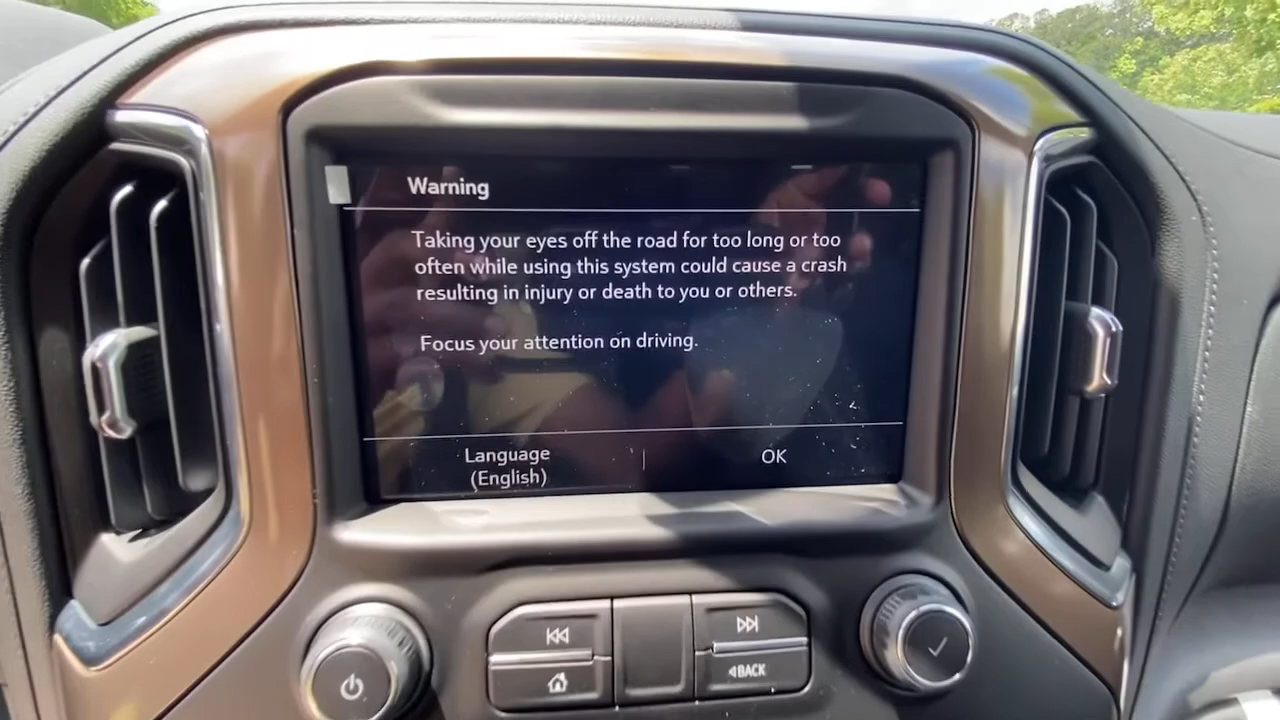 Warning
Taking your eyes off the road for too long or too
often while using this system could cause a crash
resulting in injury or death to you or others.
Focus your attention on driving.
Language
(English)
OK
BACK